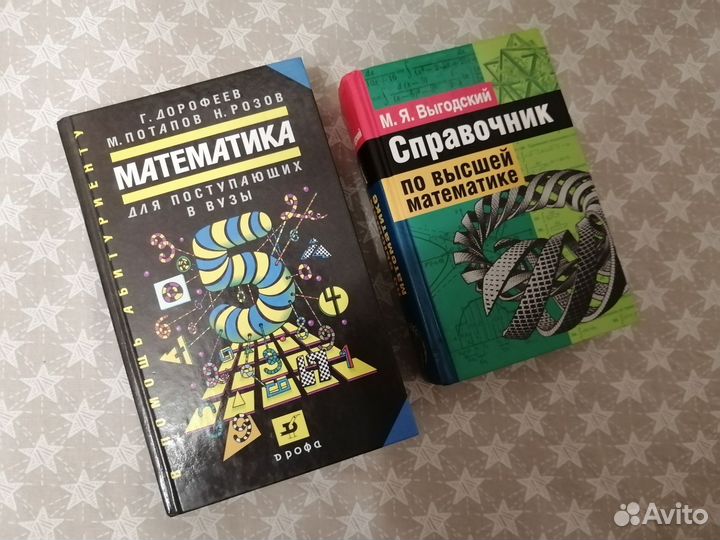 В ПОМОЩЬ АБИТУРИЕНТУ
Г. ДОРОФЕЕВ
М. ПОТАПОВ Н. РОЗОВ
МАТЕМАТИКА
ДЛЯ ПОСТУПАЮЩИХ
В ВУЗЫ
дрофа
М. Я. Выгодский
Справочник
ПО ВЫСШЕЙ
МАТЕМАТИКЕ
Avito